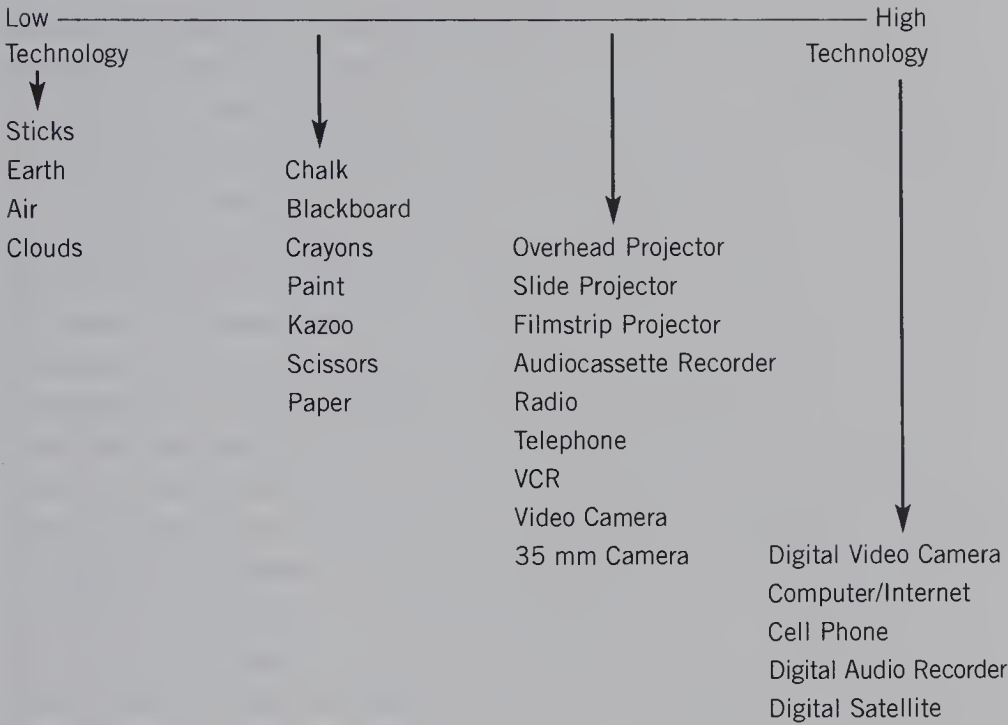 Low High
Technology Technology
Sticks
Earth
Air
Clouds
Chalk
Blackboard
Crayons
Paint
Kazoo
Scissors
Paper
Overhead Projector
Slide Projector
Filmstrip Projector
Audiocassette Recorder
Radio
Telephone
VCR
Video Camera
35 mm Camera
Digital Video Camera
Computer/Internet
Cell Phone
Digital Audio Recorder
Digital Satellite